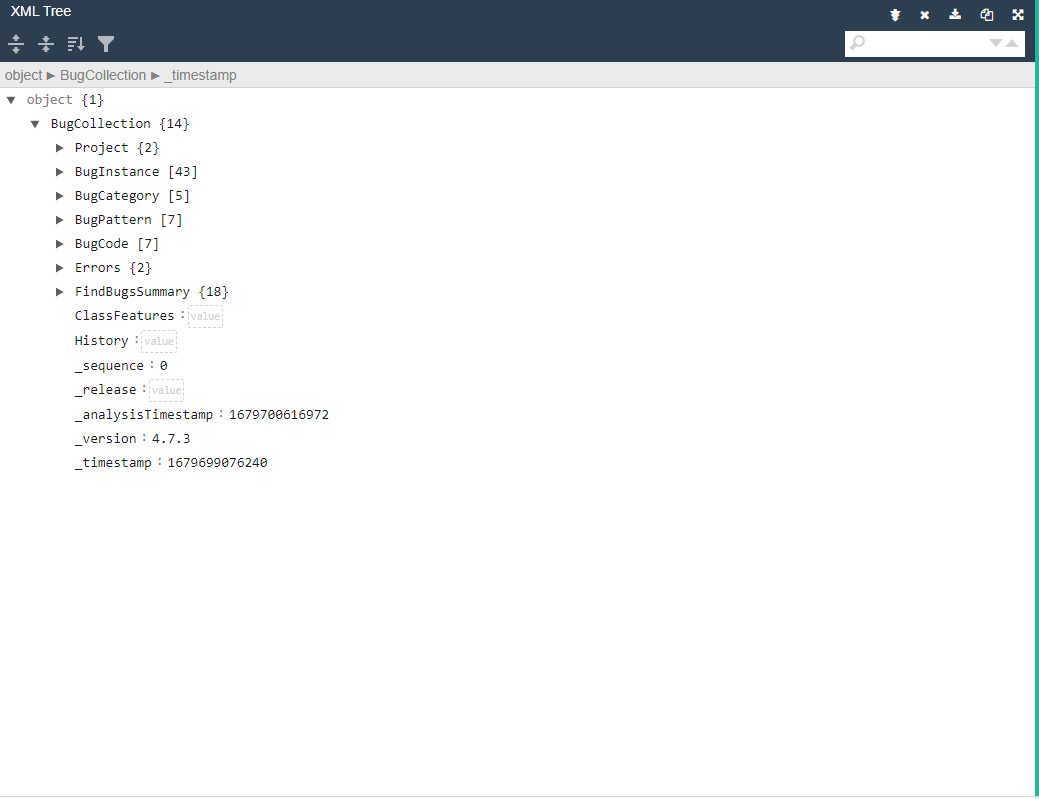 XML Tree
object ► BugCollection ► _timestamp
▼ object {1}
▼ BugCollection {14}
► Project {2}
► BugInstance [43]
► BugCategory [5]
► BugPattern [7]
► BugCode [7]
► Errors {2}
► FindBugsSummary {18}
ClassFeatures : value
History : value
_sequence : 0
_release : value
_analysisTimestamp : 1679700616972
_version : 4.7.3
_timestamp : 1679699076240